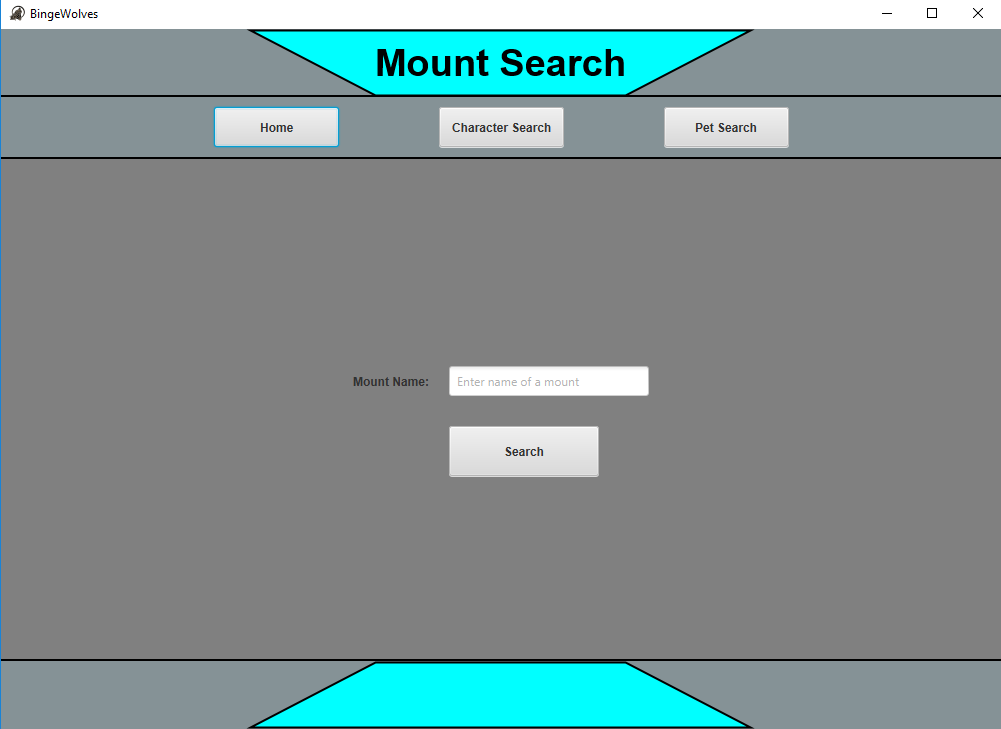 BingeWolves
Mount Search
Home
Character Search
Pet Search
Mount Name:
Enter name of a mount
Search